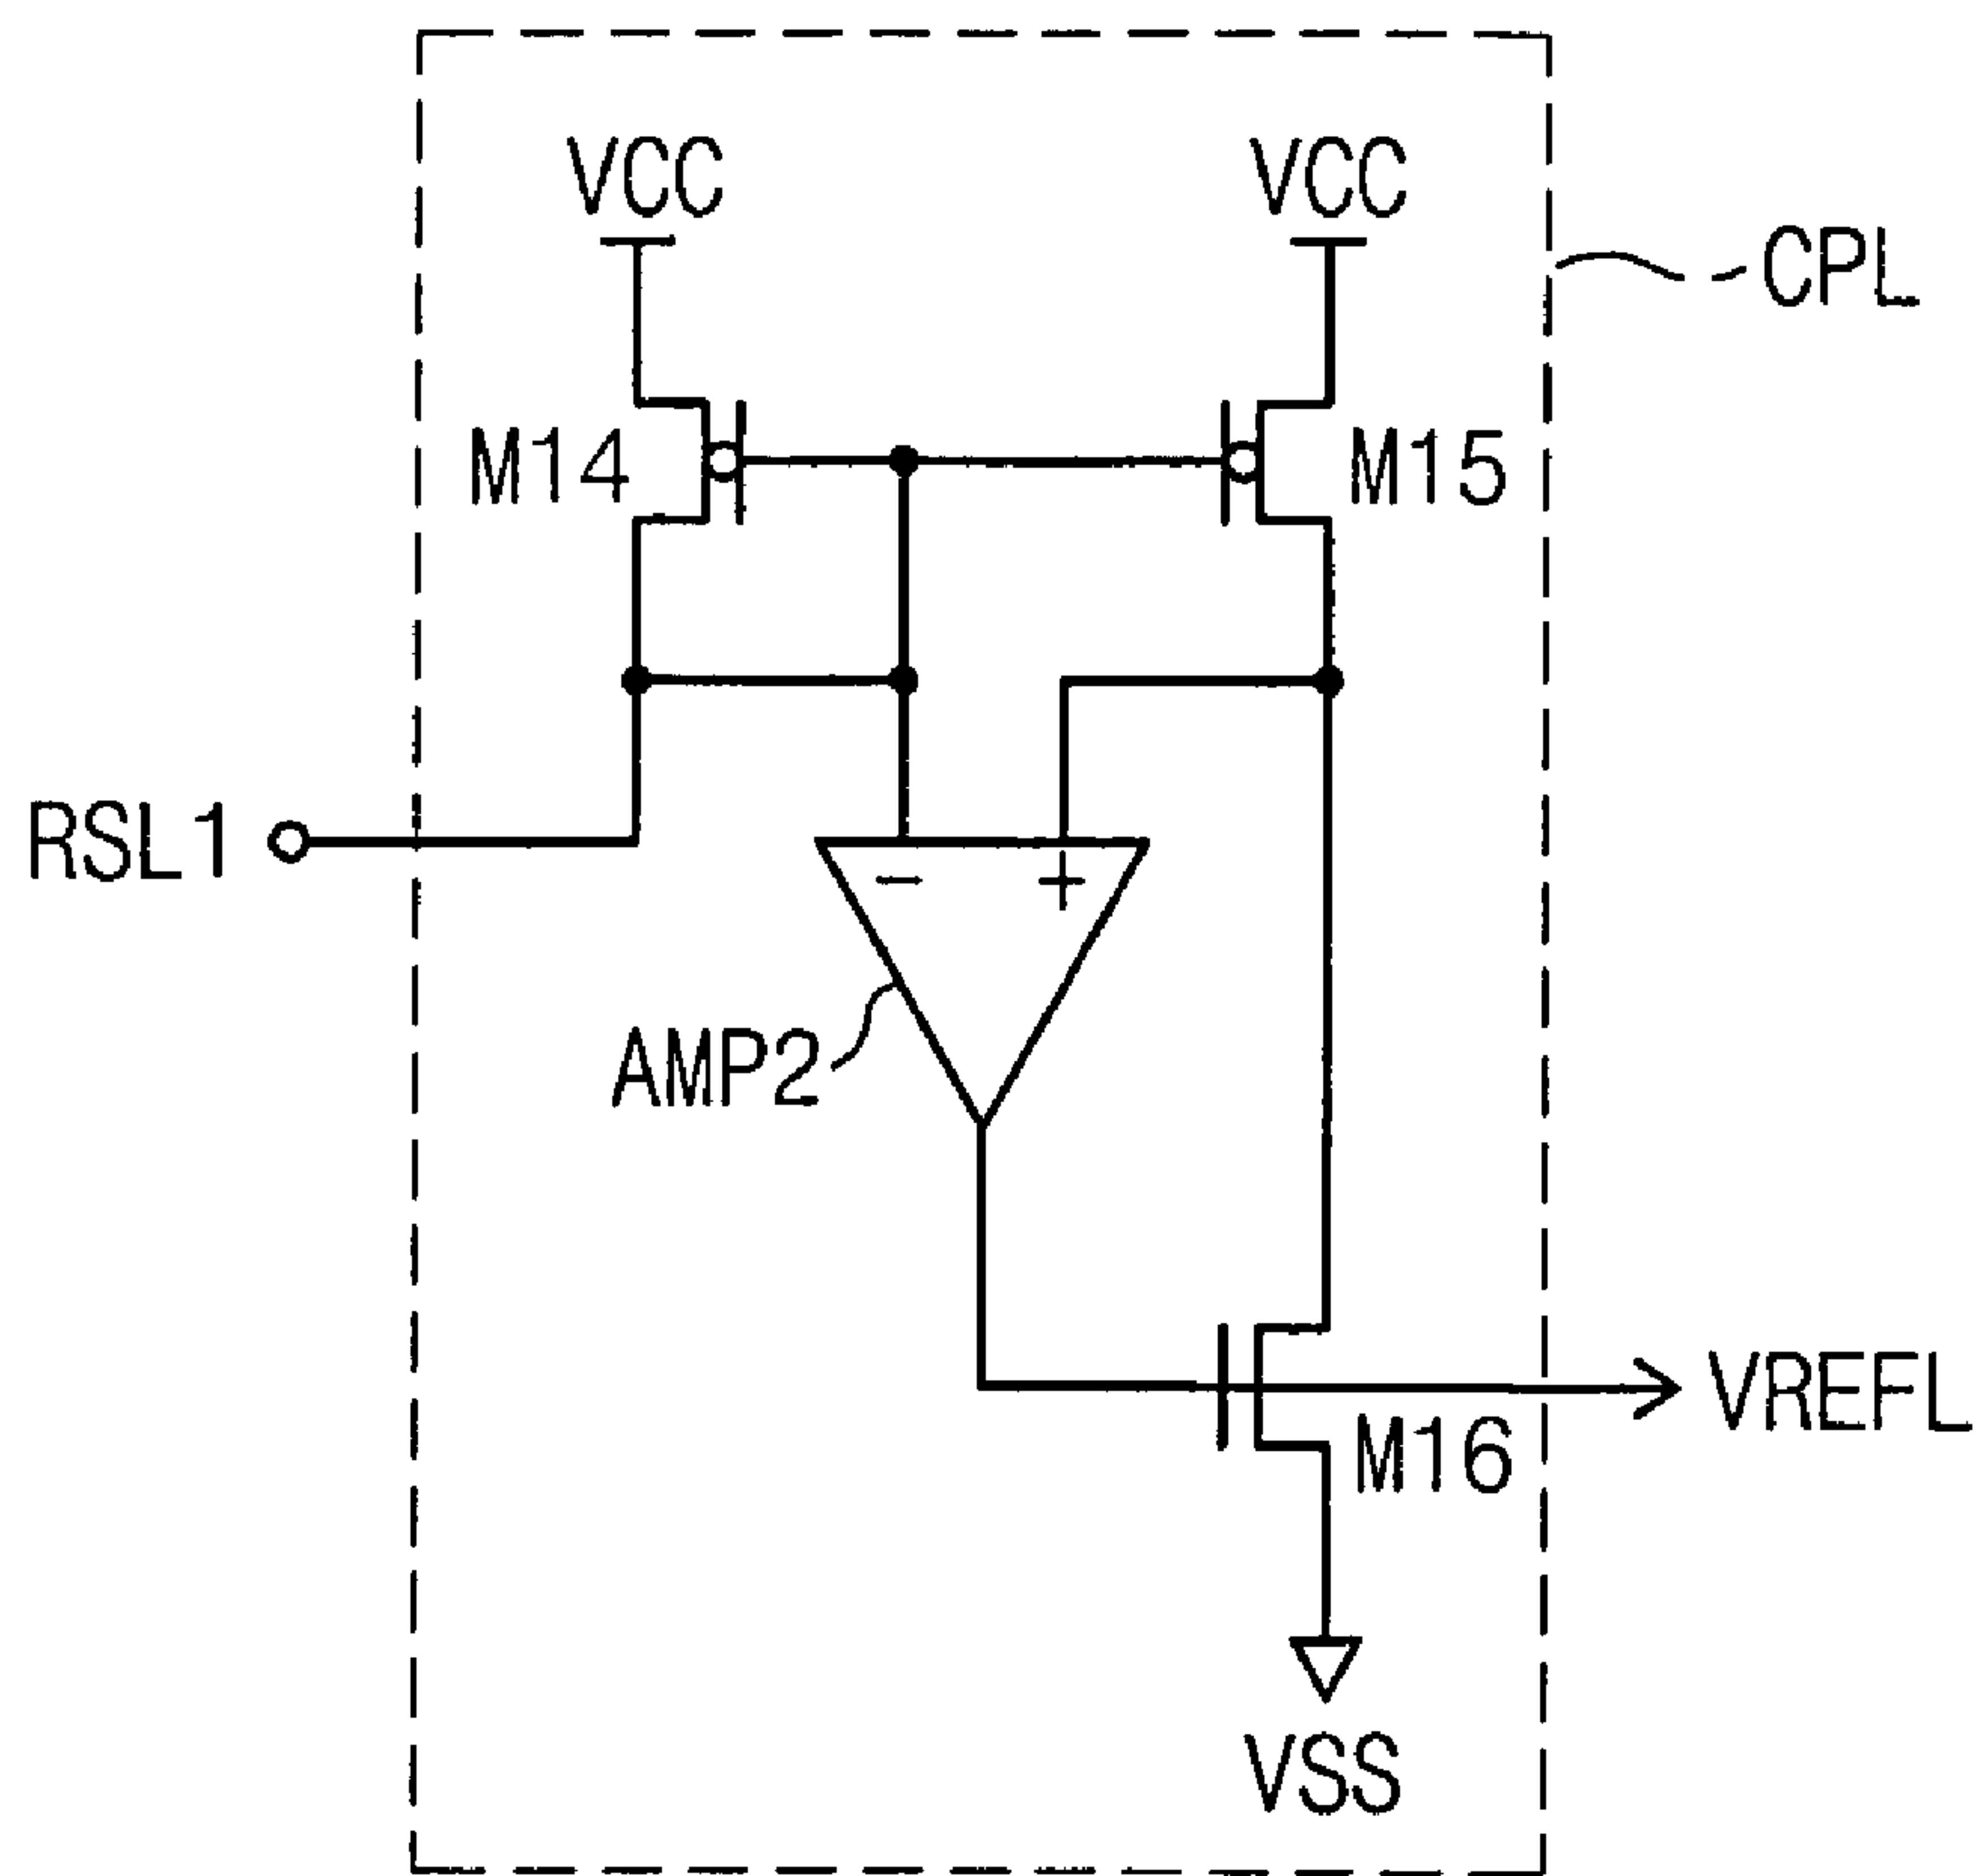 VCC
VCC
CPL
M14
M15
RSL1
- +
AMP2
VREFL
M16
VSS